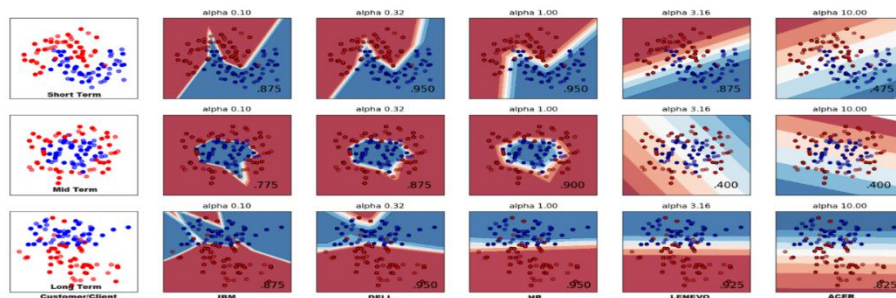 alpha 0.10 alpha 0.32 alpha 1.00 alpha 3.16 alpha 10.00
Short Term .875 .950 .950 .875 .475
alpha 0.10 alpha 0.32 alpha 1.00 alpha 3.16 alpha 10.00
Mid Term .775 .875 .900 .400 .400
alpha 0.10 alpha 0.32 alpha 1.00 alpha 3.16 alpha 10.00
Long Term .875 .950 .950 .925 .825
Customer/Client IBM DELL HP LENEVO ACER